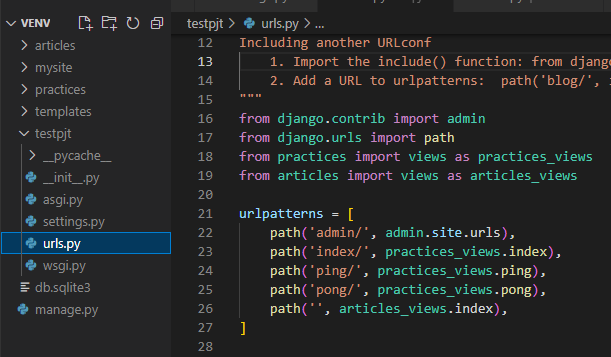 VENV
articles
mysite
practices
templates
testpjt
__pycache__
__init__.py
asgi.py
settings.py
urls.py
wsgi.py
db.sqlite3
manage.py
testpjt > urls.py > ...
12 Including another URLconf
13     1. Import the include() function: from django
14     2. Add a URL to urlpatterns:  path('blog/',
15 """
16 from django.contrib import admin
17 from django.urls import path
18 from practices import views as practices_views
19 from articles import views as articles_views
20
21 urlpatterns = [
22     path('admin/', admin.site.urls),
23     path('index/', practices_views.index),
24     path('ping/', practices_views.ping),
25     path('pong/', practices_views.pong),
26     path('', articles_views.index),
27 ]
28